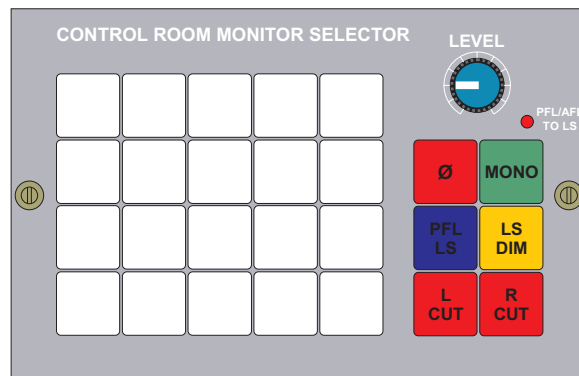 CONTROL ROOM MONITOR SELECTOR
LEVEL
PFL/AFL
TO LS
Ø
MONO
PFL
LS
LS
DIM
L
CUT
R
CUT